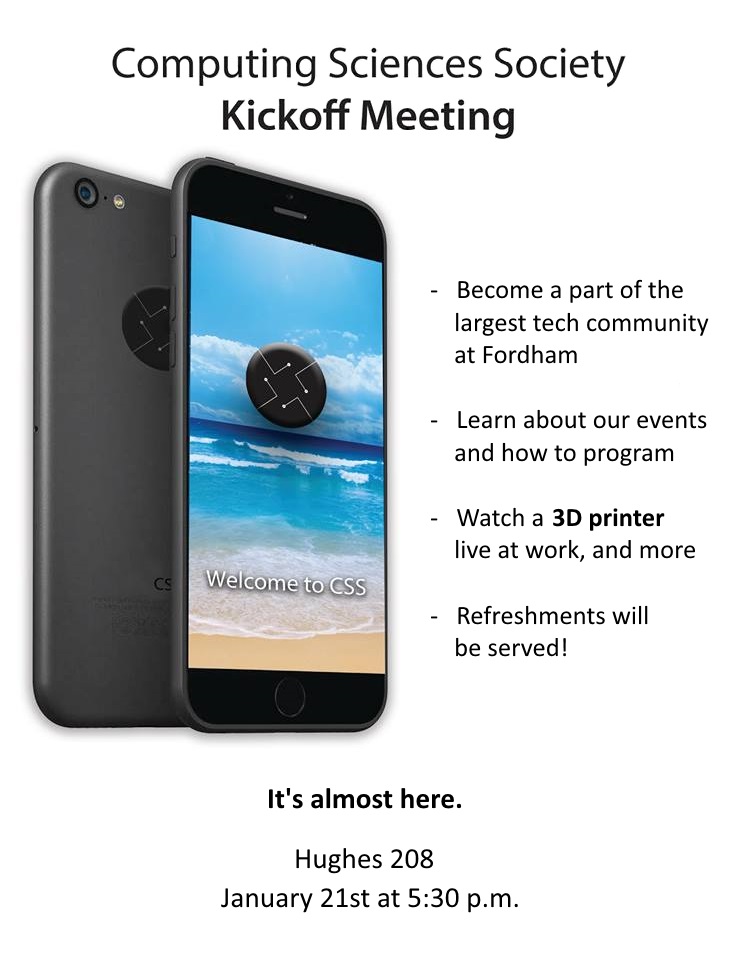 Computing Sciences Society
Kickoff Meeting
- Become a part of the
largest tech community
at Fordham
- Learn about our events
and how to program
- Watch a 3D printer
live at work, and more
- Refreshments will
be served!
CS
Welcome to CSS
It's almost here.
Hughes 208
January 21st at 5:30 p.m.